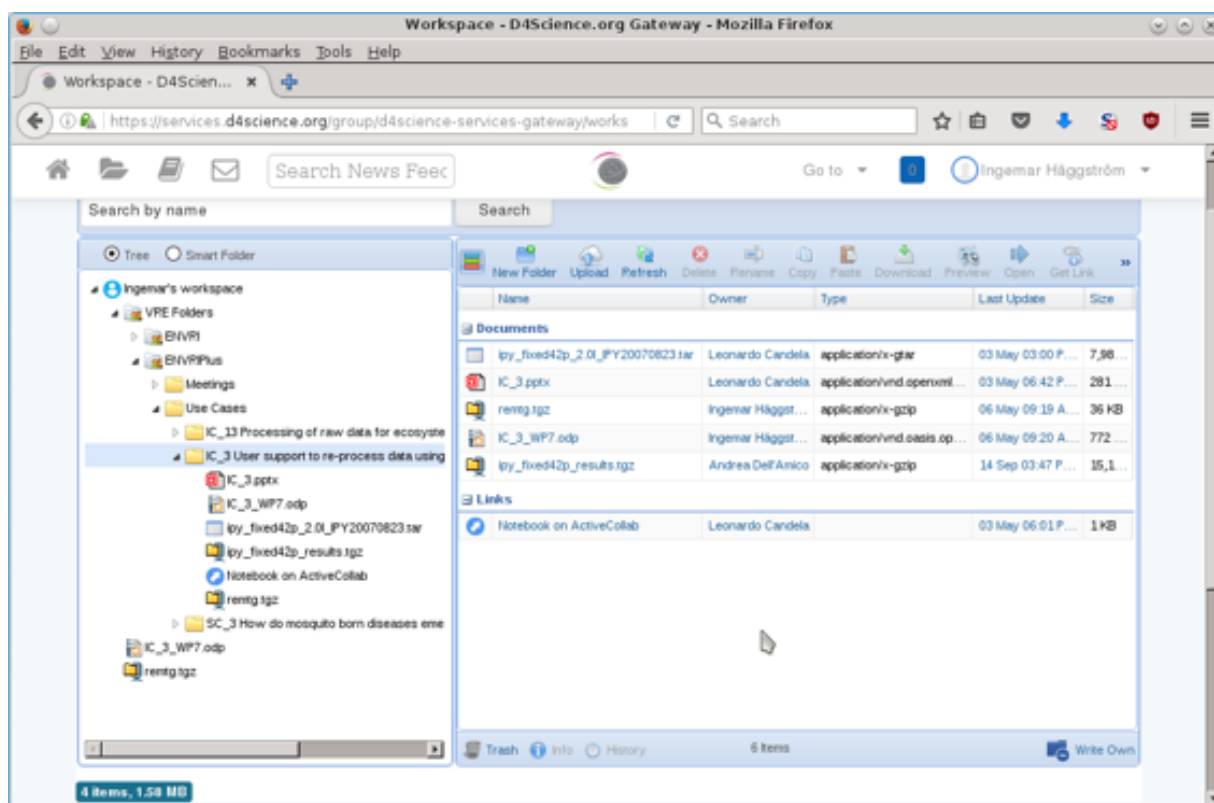 Workspace - D4Science.org Gateway - Mozilla Firefox
File Edit View History Bookmarks Tools Help
Workspace - D4Scien...
https://services.d4science.org/group/d4science-services-gateway/works Search
Search News Feec Go to 0 Ingemar Häggström
Search by name Search
Tree Smart Folder
New Folder Upload Refresh Delete Rename Copy Paste Download Preview Open Get Link »
Ingemar's workspace
VRE Folders
ENVRI
ENVRIPlus
Meetings
Use Cases
IC_13 Processing of raw data for ecosyste
IC_3 User support to re-process data using
IC_3.pptx
IC_3_WP7.odp
ipy_fixed42p_2.0l_IPY20070823.tar
ipy_fixed42p_results.tgz
Notebook on ActiveCollab
remtg.tgz
SC_3 How do mosquito born diseases eme
IC_3_WP7.odp
remtg.tgz
Name Owner Type Last Update Size
Documents
ipy_fixed42p_2.0l_IPY20070823.tar Leonardo Candela application/x-gtar 03 May 03:00 P... 7,98...
IC_3.pptx Leonardo Candela application/vnd.openxml... 03 May 06:42 P... 281...
remtg.tgz Ingemar Häggst... application/x-gzip 06 May 09:19 A... 36 KB
IC_3_WP7.odp Ingemar Häggst... application/vnd.oasis.op... 06 May 09:20 A... 772...
ipy_fixed42p_results.tgz Andrea Dell'Amico application/x-gzip 14 Sep 03:47 P... 15,1...
Links
Notebook on ActiveCollab Leonardo Candela 03 May 06:01 P... 1 KB
Trash Info History 6 items Write Own
4 items, 1.58 MB